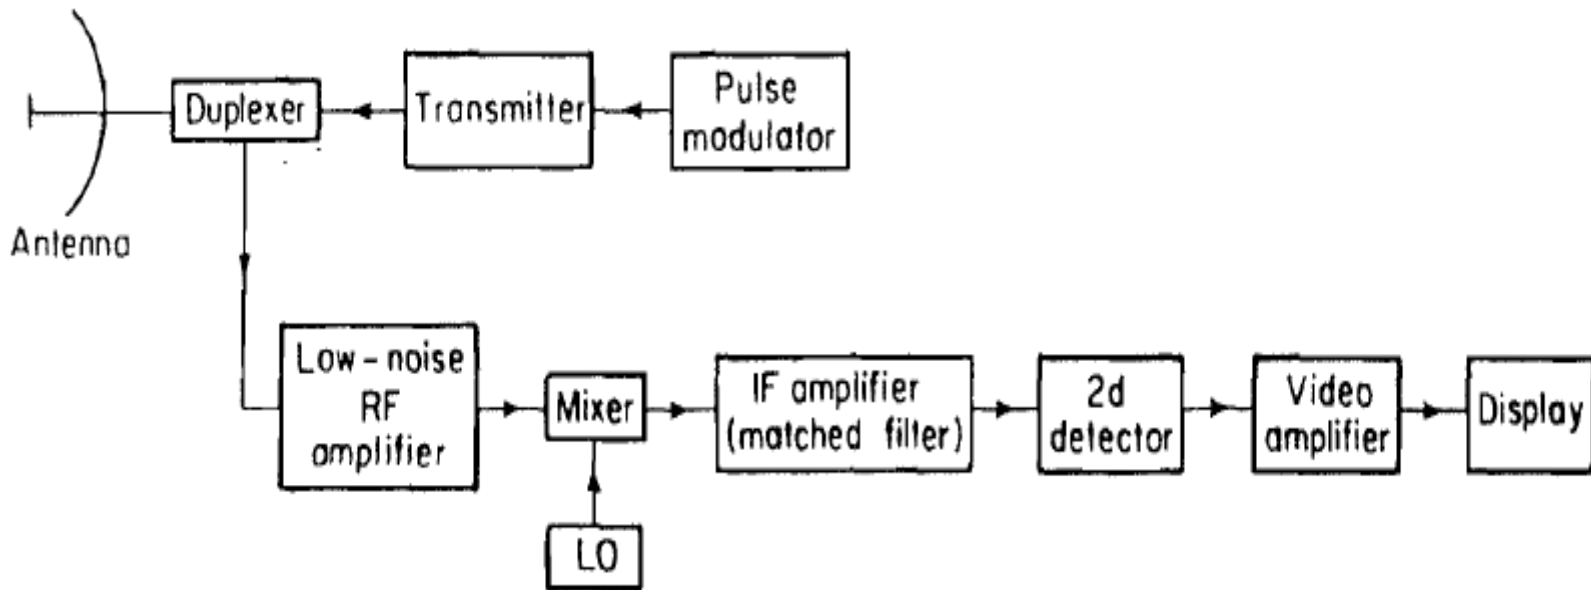 Duplexer
Transmitter
Pulse
modulator
Antenna
Low-noise
RF
amplifier
Mixer
IF amplifier
(matched filter)
2d
detector
Video
amplifier
Display
LO